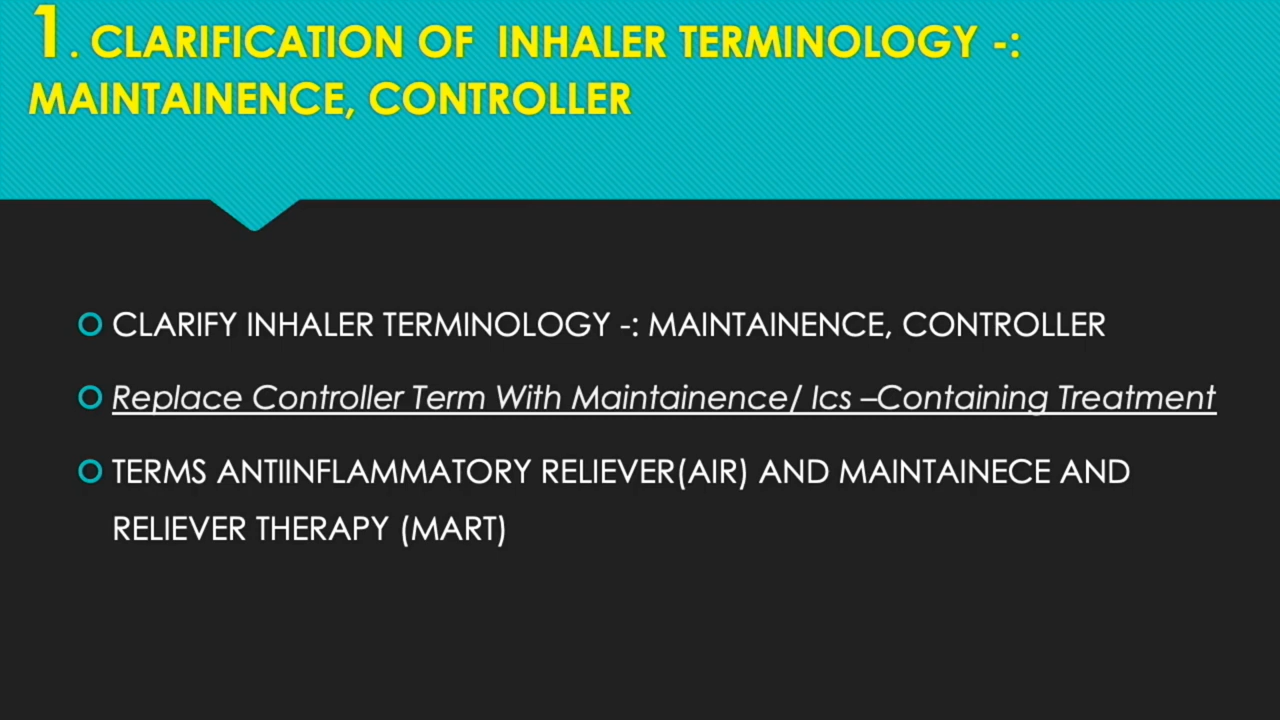 1. CLARIFICATION OF INHALER TERMINOLOGY -:
MAINTAINENCE, CONTROLLER
CLARIFY INHALER TERMINOLOGY -: MAINTAINENCE, CONTROLLER
Replace Controller Term With Maintainence/ Ics –Containing Treatment
TERMS ANTIINFLAMMATORY RELIEVER(AIR) AND MAINTAINECE AND
RELIEVER THERAPY (MART)